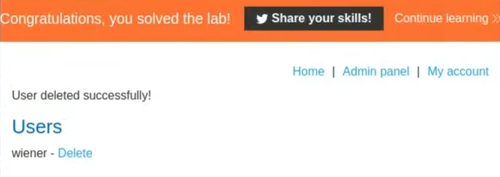 Congratulations, you solved the lab! Share your skills! Continue learning
Home | Admin panel | My account
User deleted successfully!
Users
wiener - Delete